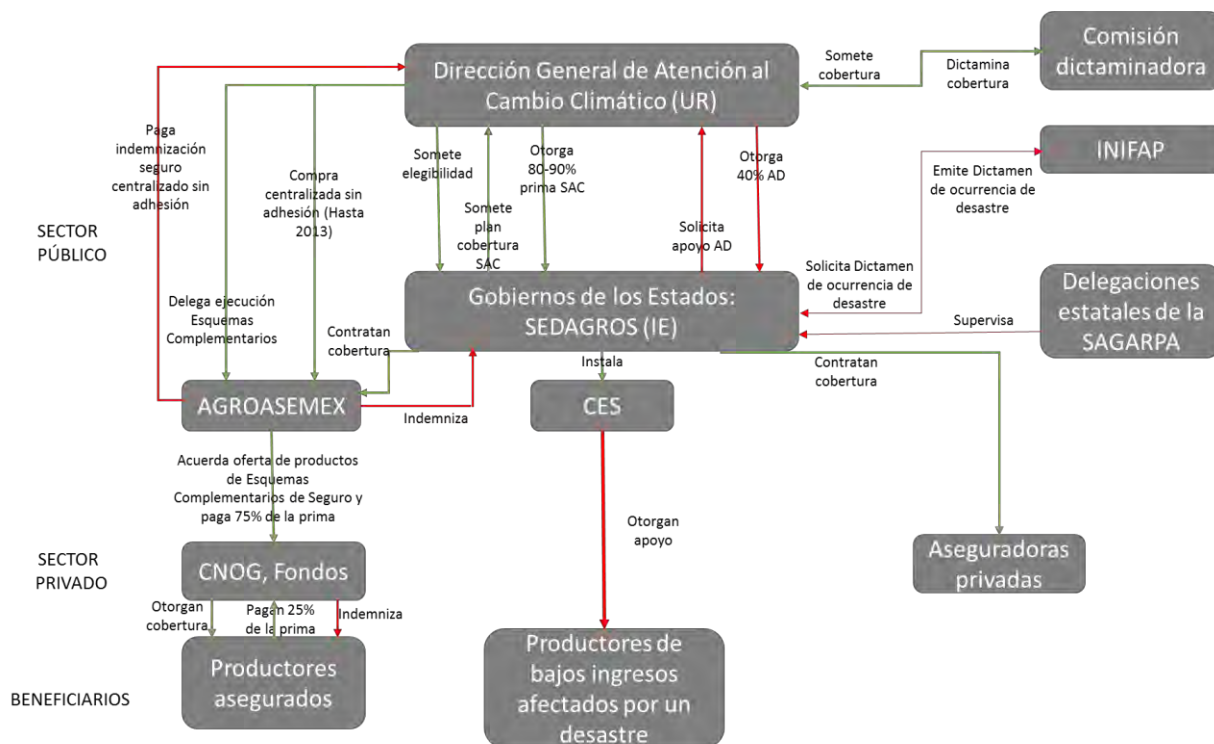 Dirección General de Atención al
Cambio Climático (UR)
Somete
cobertura
Dictamina
cobertura
Comisión
dictaminadora
INIFAP
Emite Dictamen
de ocurrencia de
desastre
Paga
indemnización
seguro
centralizado sin
adhesión
Compra
centralizada sin
adhesión (Hasta
2013)
Somete
elegibilidad
Somete
plan
cobertura
SAC
Otorga
80-90%
prima SAC
Solicita
apoyo AD
Otorga
40% AD
SECTOR
PÚBLICO
Solicita Dictamen
de ocurrencia de
desastre
Delegaciones
estatales de la
SAGARPA
Supervisa
Gobiernos de los Estados:
SEDAGROS (IE)
Delega ejecución
Esquemas
Complementarios
Contratan
cobertura
Instala
Contratan
cobertura
AGROASEMEX
Indemniza
CES
Acuerda oferta de productos
de Esquemas
Complementarios de Seguro y
paga 75% de la prima
Otorgan
apoyo
SECTOR
PRIVADO
CNOG, Fondos
Aseguradoras
privadas
Otorgan
cobertura
Pagan 25%
de la prima
Indemniza
BENEFICIARIOS
Productores
asegurados
Productores de
bajos ingresos
afectados por un
desastre